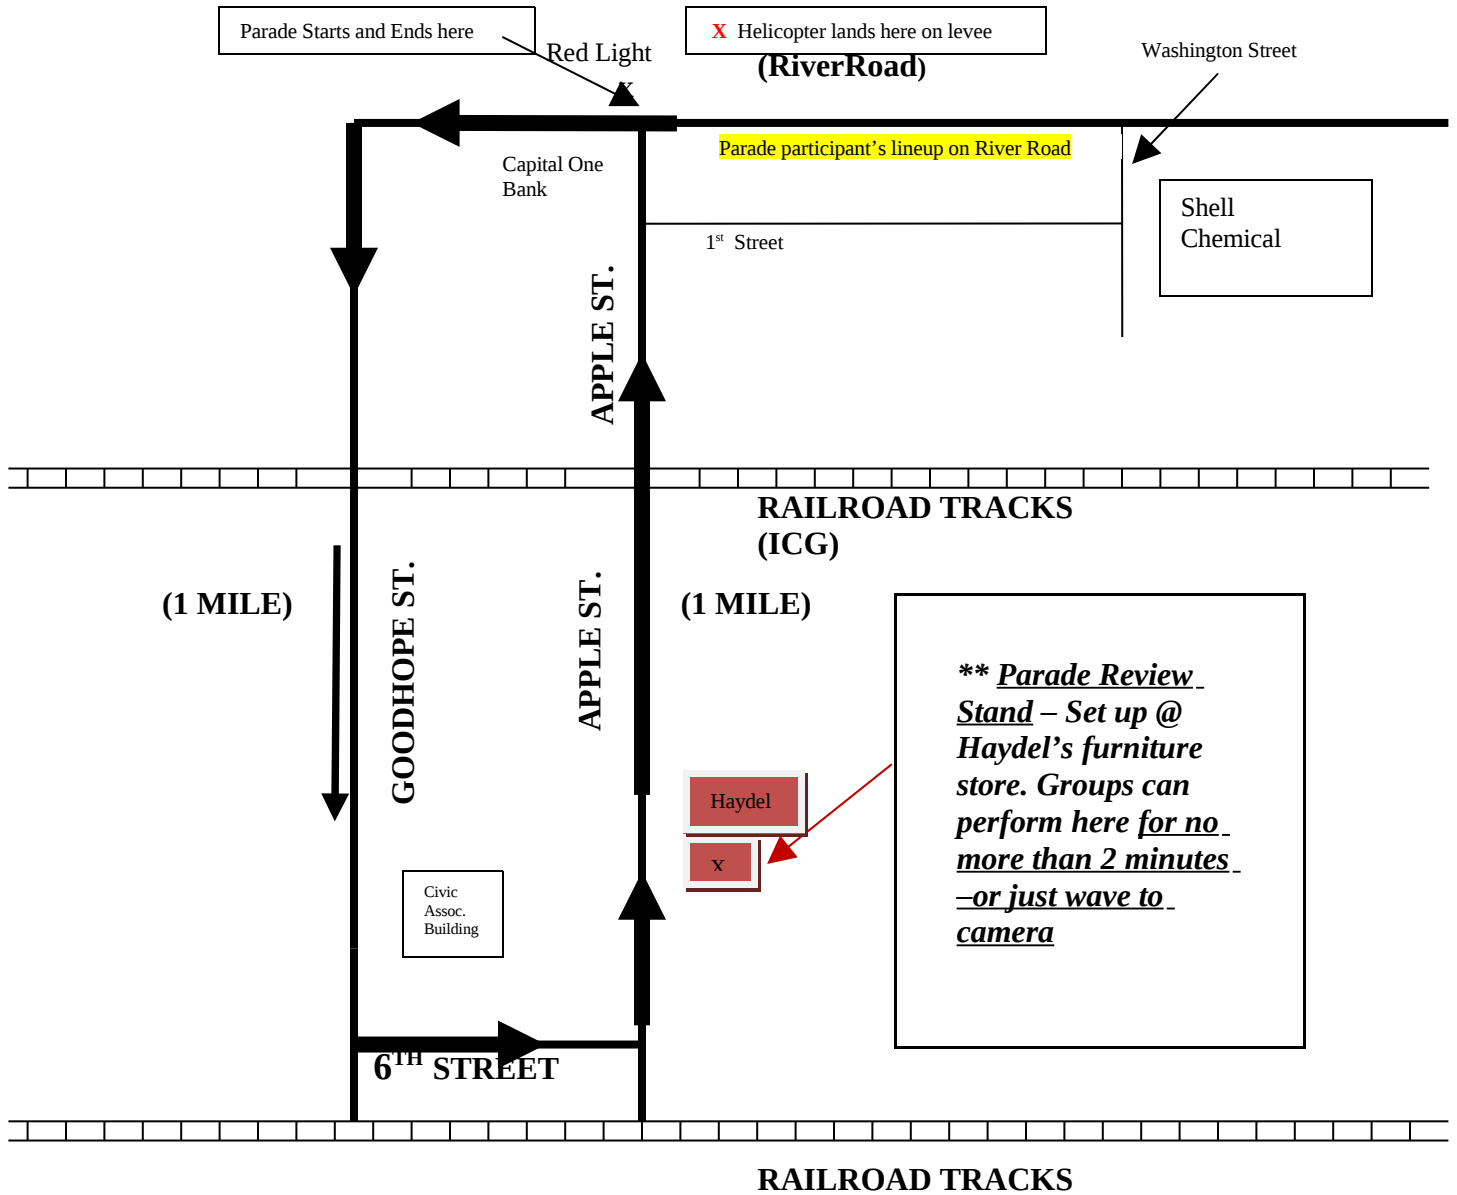 Parade Starts and Ends here
X Helicopter lands here on levee
Red Light
x
(RiverRoad)
Washington Street
Parade participant's lineup on River Road
Capital One
Bank
Shell
Chemical
1st Street
APPLE ST.
RAILROAD TRACKS
(ICG)
(1 MILE)
GOODHOPE ST.
APPLE ST.
(1 MILE)
** Parade Review
Stand – Set up @
Haydel's furniture
store. Groups can
perform here for no
more than 2 minutes
–or just wave to
camera
Haydel
x
Civic
Assoc.
Building
6TH STREET
RAILROAD TRACKS